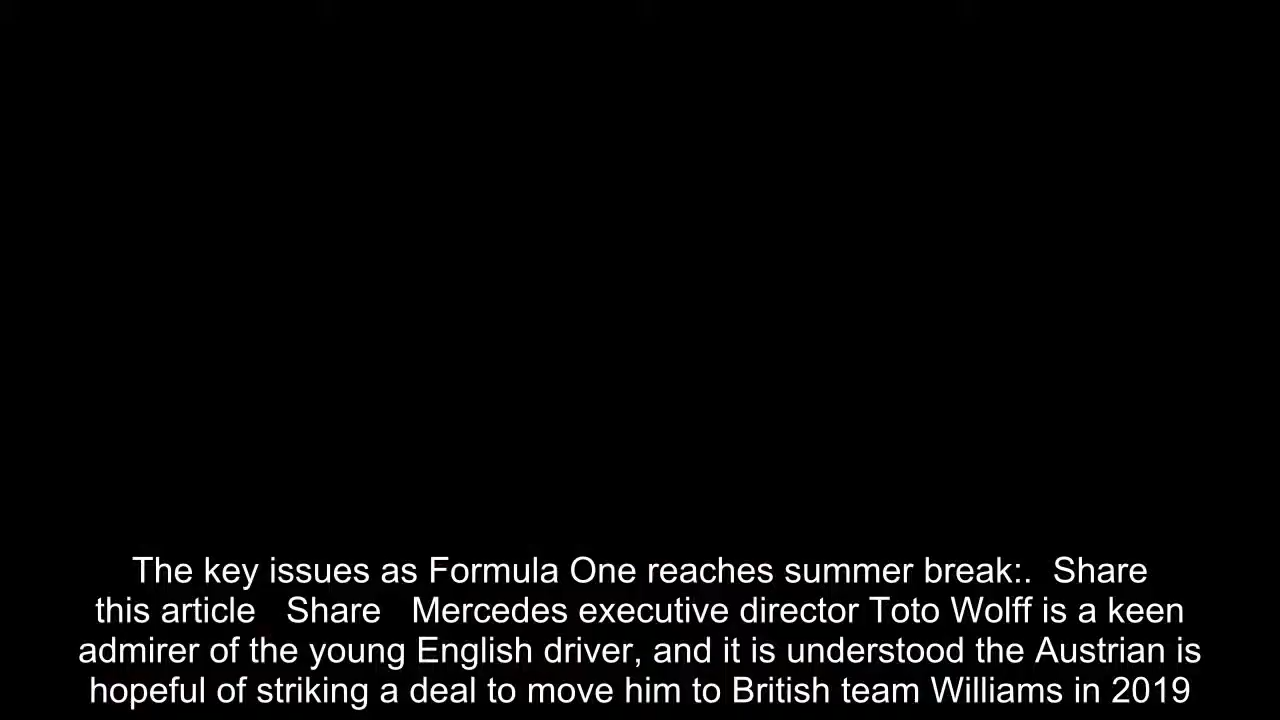 The key issues as Formula One reaches summer break:.  Share
this article   Share   Mercedes executive director Toto Wolff is a keen
admirer of the young English driver, and it is understood the Austrian is
hopeful of striking a deal to move him to British team Williams in 2019